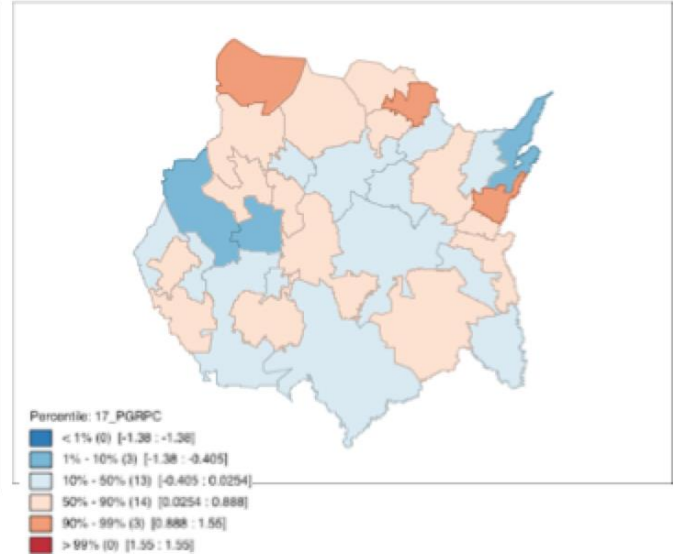 Percentile: 17_PGRPC
< 1% (0) [-1.38 : -1.38]
1% - 10% (3) [-1.38 : -0.405]
10% - 50% (13) [-0.405 : 0.0254]
50% - 90% (14) [0.0254 : 0.888]
90% - 99% (3) [0.888 : 1.55]
> 99% (0) [1.55 : 1.55]